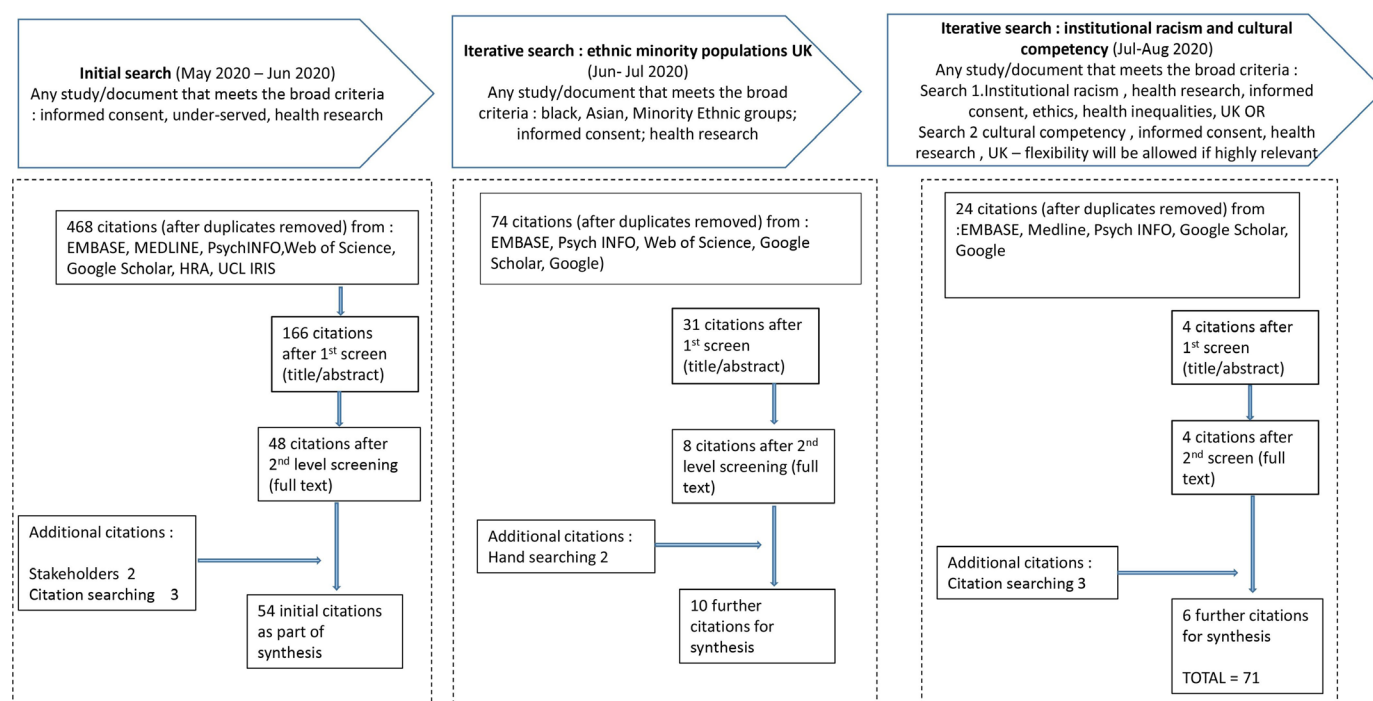 Initial search (May 2020 – Jun 2020)
Any study/document that meets the broad criteria
: informed consent, under-served, health research
Iterative search : ethnic minority populations UK
(Jun- Jul 2020)
Any study/document that meets the broad
criteria : black, Asian, Minority Ethnic groups;
informed consent; health research
Iterative search : institutional racism and cultural
competency (Jul-Aug 2020)
Any study/document that meets the broad criteria :
Search 1.Institutional racism , health research, informed
consent, ethics, health inequalities, UK OR
Search 2 cultural competency , informed consent, health
research , UK – flexibility will be allowed if highly relevant
468 citations (after duplicates removed) from :
EMBASE, MEDLINE, PsychINFO,Web of Science,
Google Scholar, HRA, UCL IRIS
166 citations
after 1st screen
(title/abstract)
48 citations after
2nd level screening
(full text)
Additional citations :
Stakeholders 2
Citation searching 3
54 initial citations
as part of
synthesis
74 citations (after duplicates removed) from :
EMBASE, Psych INFO, Web of Science, Google
Scholar, Google)
31 citations after
1st screen
(title/abstract)
8 citations after 2nd
level screening (full
text)
Additional citations :
Hand searching 2
10 further
citations for
synthesis
24 citations (after duplicates removed) from
:EMBASE, Medline, Psych INFO, Google Scholar,
Google
4 citations after
1st screen
(title/abstract)
4 citations after
2nd screen (full
text)
Additional citations :
Citation searching 3
6 further citations
for synthesis
TOTAL = 71